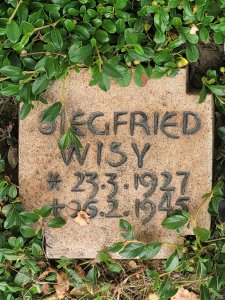 SIEGFRIED
WISY
* 23.3.1927
+ 26.2.1945